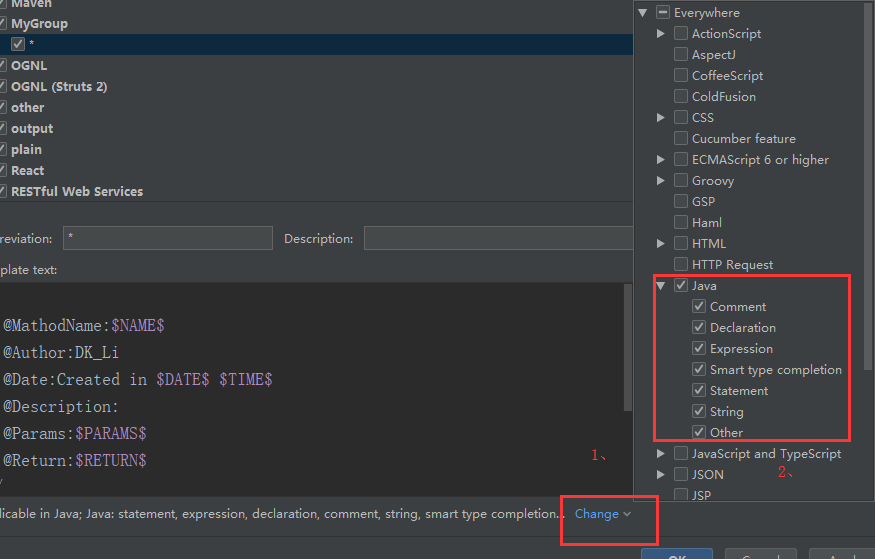 Maven
MyGroup
*
OGNL
OGNL (Struts 2)
other
output
plain
React
RESTful Web Services
reviation:
*
Description:
plate text:
@MathodName:$NAME$
@Author:DK_Li
@Date:Created in $DATE$ $TIME$
@Description:
@Params:$PARAMS$
@Return:$RETURN$
/
1、
licable in Java; Java: statement, expression, declaration, comment, string, smart type completion...
Change
Everywhere
ActionScript
AspectJ
CoffeeScript
ColdFusion
CSS
Cucumber feature
ECMAScript 6 or higher
Groovy
GSP
Haml
HTML
HTTP Request
Java
Comment
Declaration
Expression
Smart type completion
Statement
String
Other
JavaScript and TypeScript
2、
JSON
JSP
OK